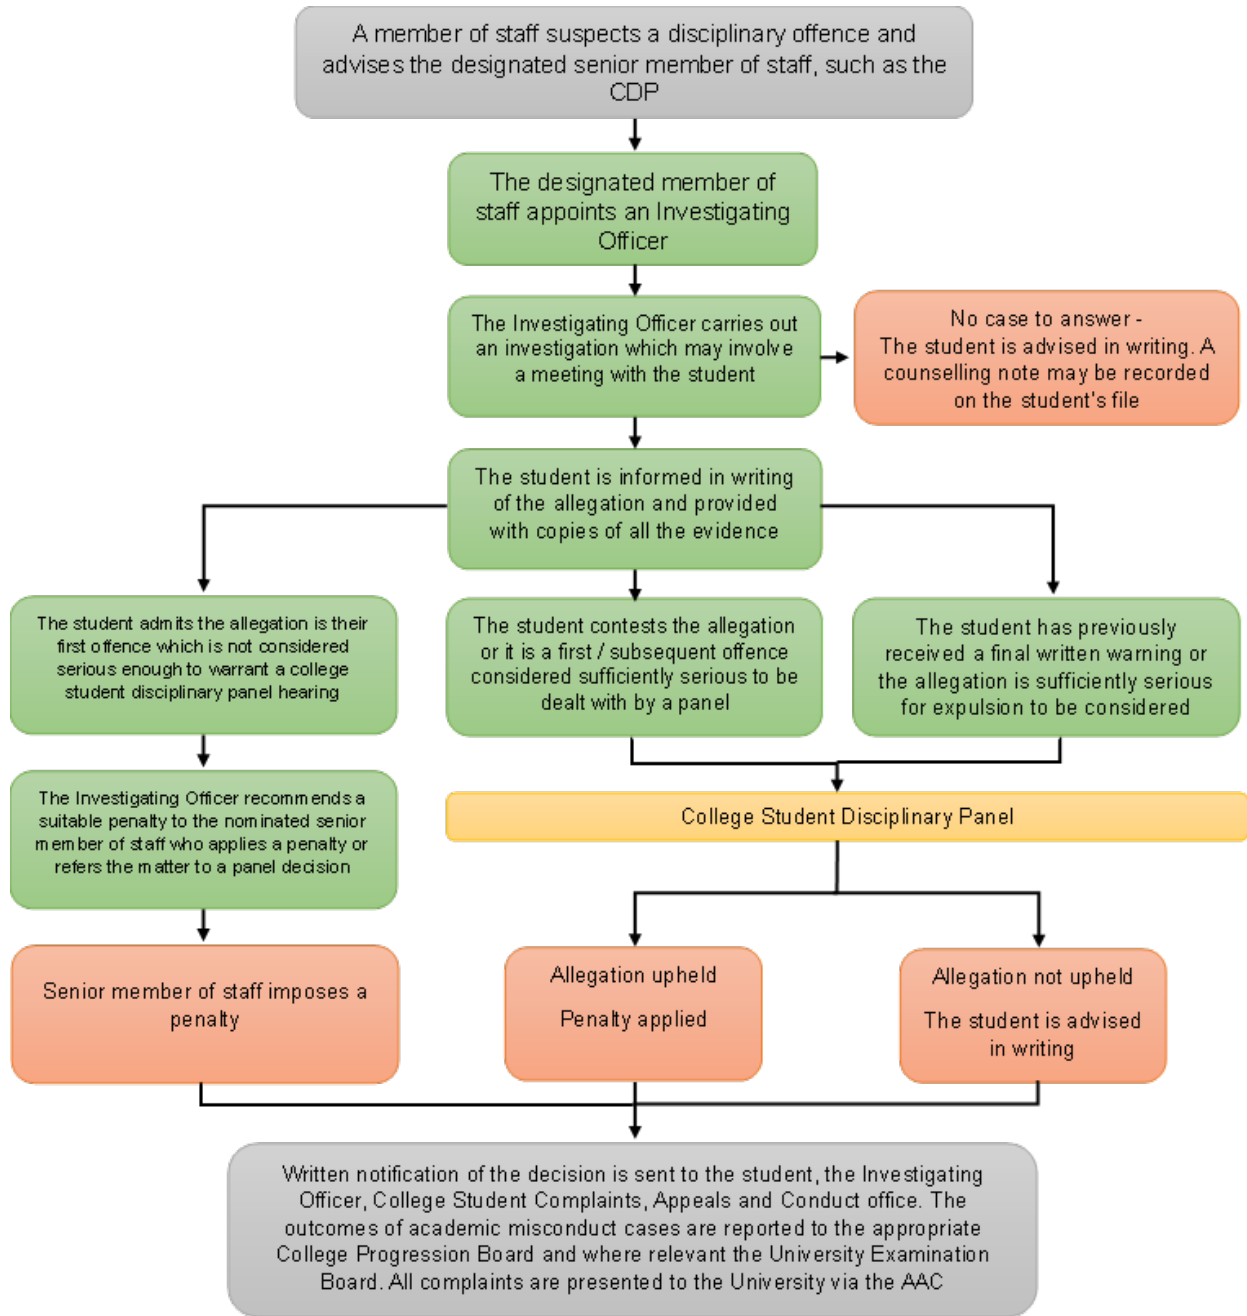 A member of staff suspects a disciplinary offence and
advises the designated senior member of staff, such as the
CDP
The designated member of
staff appoints an Investigating
Officer
The Investigating Officer carries out
an investigation which may involve
a meeting with the student
No case to answer -
The student is advised in writing. A
counselling note may be recorded
on the student's file
The student is informed in writing
of the allegation and provided
with copies of all the evidence
The student admits the allegation is their
first offence which is not considered
serious enough to warrant a college
student disciplinary panel hearing
The student contests the allegation
or it is a first / subsequent offence
considered sufficiently serious to be
dealt with by a panel
The student has previously
received a final written warning or
the allegation is sufficiently serious
for expulsion to be considered
The Investigating Officer recommends a
suitable penalty to the nominated senior
member of staff who applies a penalty or
refers the matter to a panel decision
College Student Disciplinary Panel
Senior member of staff imposes a
penalty
Allegation upheld
Penalty applied
Allegation not upheld
The student is advised
in writing
Written notification of the decision is sent to the student, the Investigating
Officer, College Student Complaints, Appeals and Conduct office. The
outcomes of academic misconduct cases are reported to the appropriate
College Progression Board and where relevant the University Examination
Board. All complaints are presented to the University via the AAC